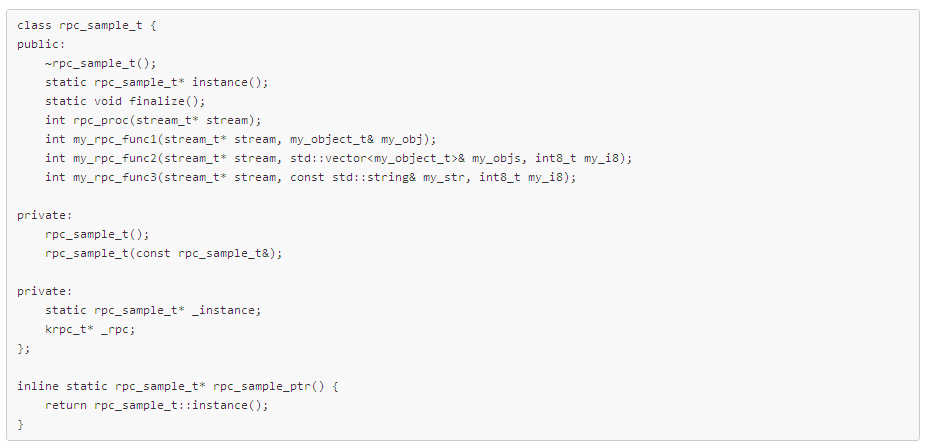 class rpc_sample_t {
public:
    ~rpc_sample_t();
    static rpc_sample_t* instance();
    static void finalize();
    int rpc_proc(stream_t* stream);
    int my_rpc_func1(stream_t* stream, my_object_t& my_obj);
    int my_rpc_func2(stream_t* stream, std::vector<my_object_t>& my_objs, int8_t my_i8);
    int my_rpc_func3(stream_t* stream, const std::string& my_str, int8_t my_i8);

private:
    rpc_sample_t();
    rpc_sample_t(const rpc_sample_t&);

private:
    static rpc_sample_t* _instance;
    krpc_t* _rpc;
};

inline static rpc_sample_t* rpc_sample_ptr() {
    return rpc_sample_t::instance();
}